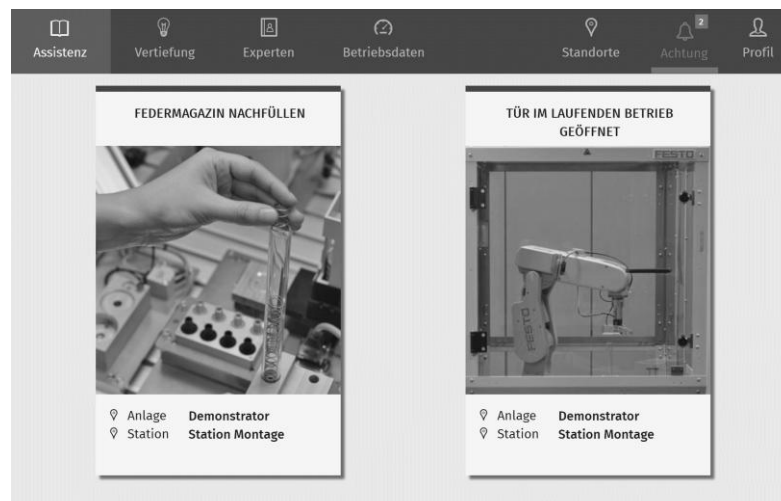 Assistenz
Vertiefung
Experten
Betriebsdaten
Standorte
2
Achtung
Profil
FEDERMAGAZIN NACHFÜLLEN
TÜR IM LAUFENDEN BETRIEB
GEÖFFNET
FESTO
FESTO
Anlage Demonstrator
Station Station Montage
Anlage Demonstrator
Station Station Montage